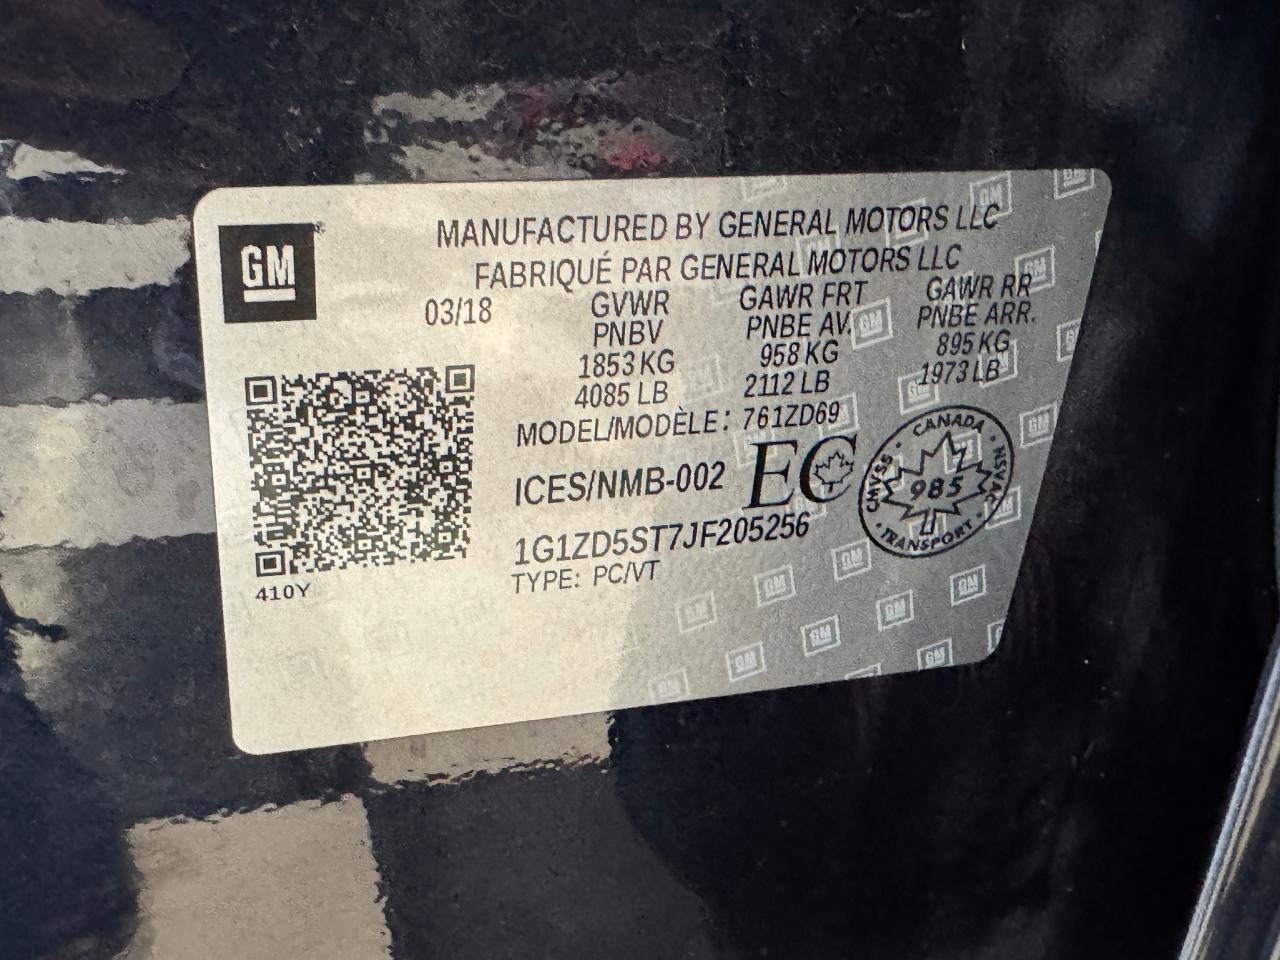 GM
MANUFACTURED BY GENERAL MOTORS LLC
FABRIQUÉ PAR GENERAL MOTORS LLC
03/18
GVWR GAWR FRT GAWR RR
PNBV PNBE AV. PNBE ARR.
1853 KG 958 KG 895 KG
4085 LB 2112 LB 1973 LB
MODEL/MODÈLE: 761ZD69
ICES/NMB-002 EC
CANADA
CMVSS 985 NSVAC
TRANSPORT
1G1ZD5ST7JF205256
TYPE: PC/VT
410Y